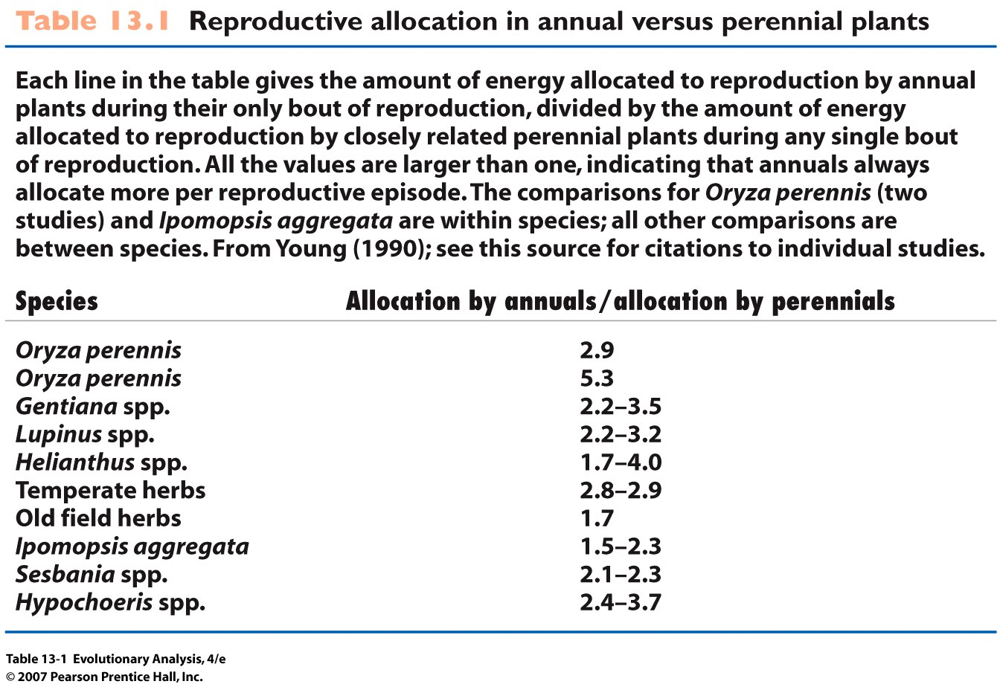 Table 13.1 Reproductive allocation in annual versus perennial plants
Each line in the table gives the amount of energy allocated to reproduction by annual
plants during their only bout of reproduction, divided by the amount of energy
allocated to reproduction by closely related perennial plants during any single bout
of reproduction. All the values are larger than one, indicating that annuals always
allocate more per reproductive episode. The comparisons for Oryza perennis (two
studies) and Ipomopsis aggregata are within species; all other comparisons are
between species. From Young (1990); see this source for citations to individual studies.
Species Allocation by annuals/allocation by perennials
Oryza perennis 2.9
Oryza perennis 5.3
Gentiana spp. 2.2–3.5
Lupinus spp. 2.2–3.2
Helianthus spp. 1.7–4.0
Temperate herbs 2.8–2.9
Old field herbs 1.7
Ipomopsis aggregata 1.5–2.3
Sesbania spp. 2.1–2.3
Hypochoeris spp. 2.4–3.7
Table 13-1 Evolutionary Analysis, 4/e
© 2007 Pearson Prentice Hall, Inc.